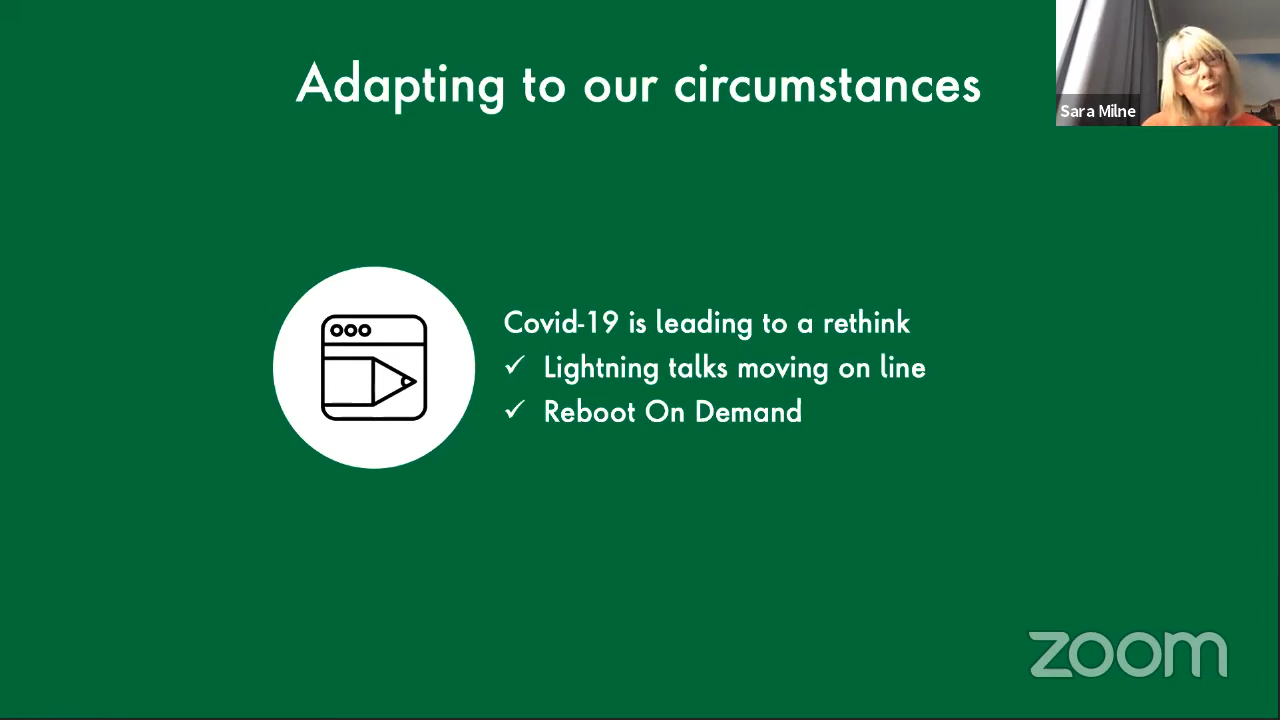 Adapting to our circumstances
Sara Milne
Covid-19 is leading to a rethink
✓ Lightning talks moving on line
✓ Reboot On Demand
zoom